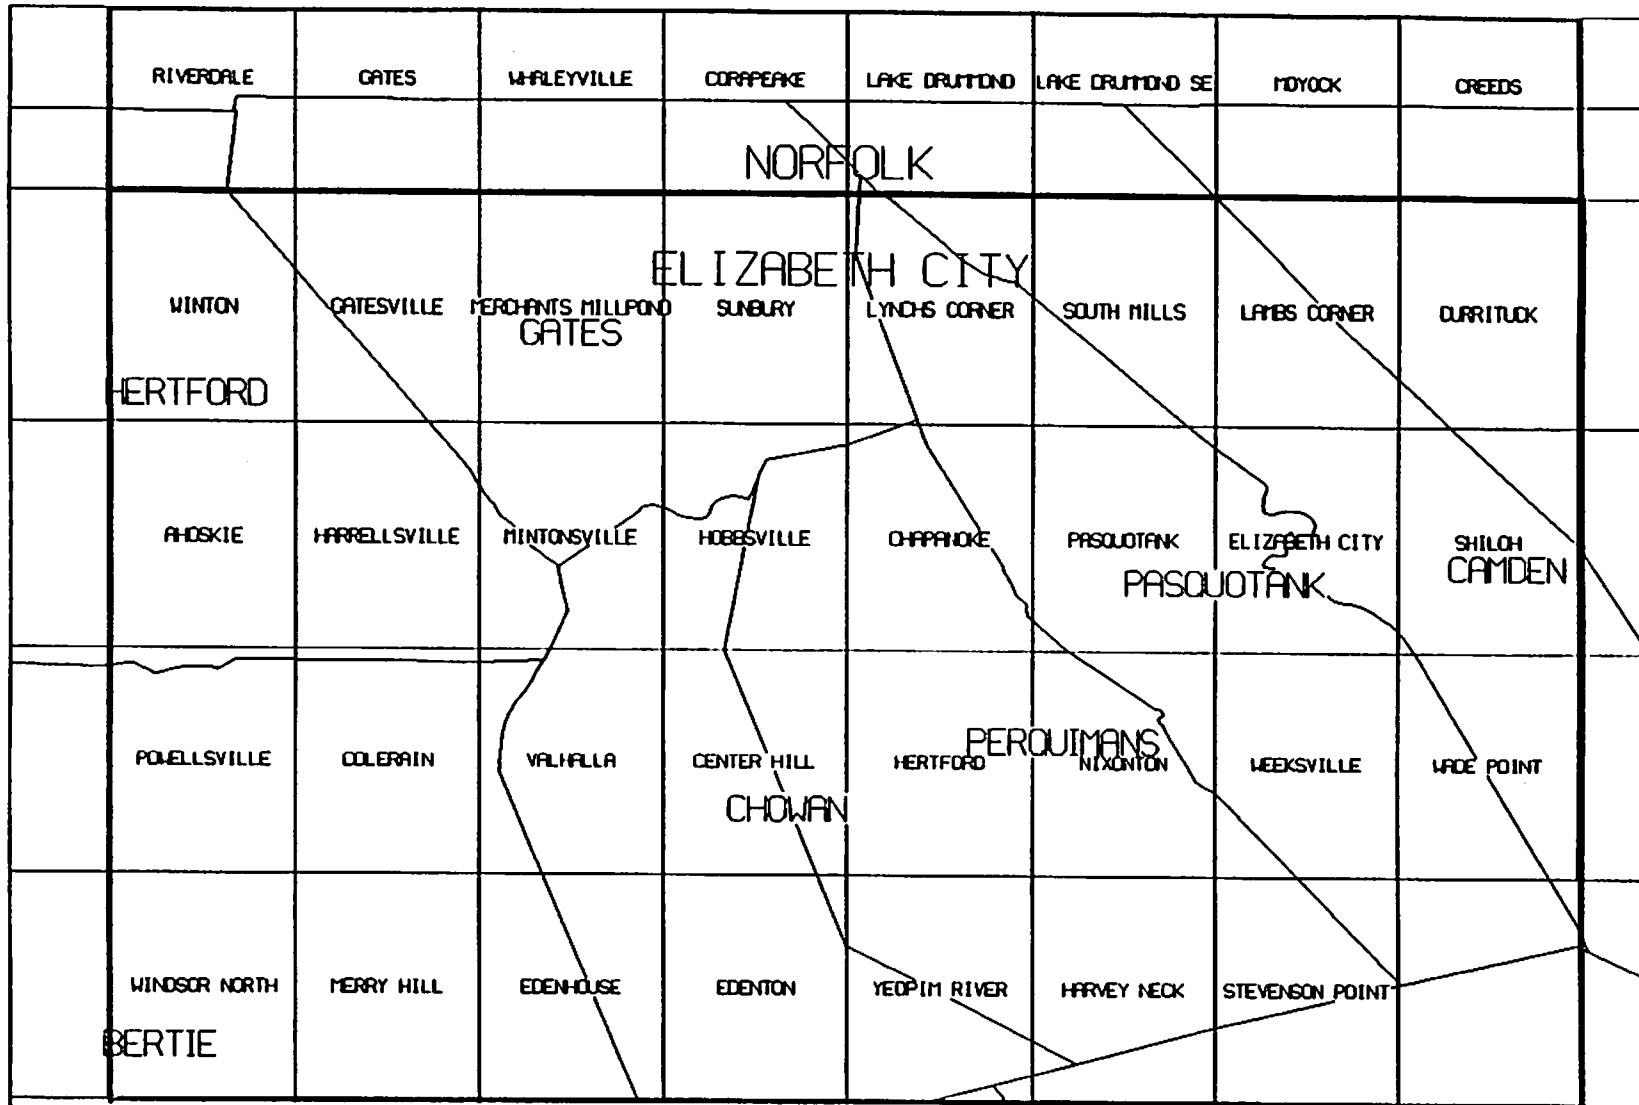 RIVERDALE GATES WHALEYVILLE CORAPEAKE LAKE DRUMMOND LAKE DRUMMOND SE MOYOCK CREEDS
NORFOLK
ELIZABETH CITY
WINTON GATESVILLE MERCHANTS MILLPOND SUNBURY LYNCHS CORNER SOUTH MILLS LAMBS CORNER CURRITUCK
GATES
HERTFORD
AHOSKIE HARRELLSVILLE MINTONSVILLE HOBBSVILLE CHAPANOKE PASQUOTANK ELIZABETH CITY SHILOH
CAMDEN
PASQUOTANK
PERQUIMANS
POWELLSVILLE COLERAIN VALHALLA CENTER HILL HERTFORD NIXONTON WEEKSVILLE WADE POINT
CHOWAN
WINDSOR NORTH MERRY HILL EDENHOUSE EDENTON YEOPIM RIVER HARVEY NECK STEVENSON POINT
BERTIE